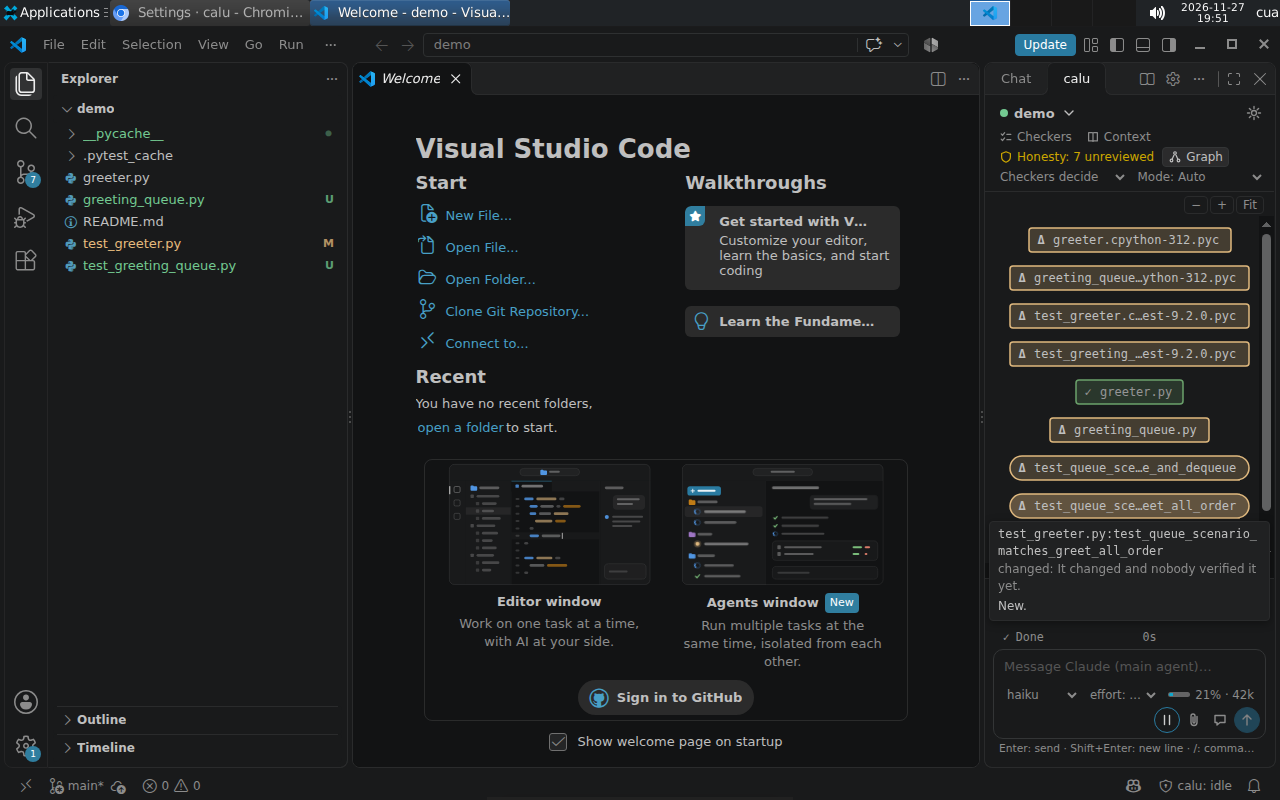 Applications
Settings · calu - Chromi...
Welcome - demo - Visua...
2026-11-27
19:51
cua
File Edit Selection View Go Run ···
demo
Update
Explorer
demo
__pycache__
.pytest_cache
greeter.py
greeting_queue.py U
README.md
test_greeter.py M
test_greeting_queue.py U
Outline
Timeline
7
1
Welcome
Visual Studio Code
Start
New File...
Open File...
Open Folder...
Clone Git Repository...
Connect to...
Recent
You have no recent folders,
open a folder to start.
Walkthroughs
Get started with V...
Customize your editor,
learn the basics, and start
coding
Learn the Fundame...
Editor window
Work on one task at a time,
with AI at your side.
Agents window New
Run multiple tasks at the
same time, isolated from each
other.
Sign in to GitHub
Show welcome page on startup
Chat calu
demo
Checkers Context
Honesty: 7 unreviewed Graph
Checkers decide Mode: Auto
− + Fit
Δ greeter.cpython-312.pyc
Δ greeting_queue…ython-312.pyc
Δ test_greeter.c…est-9.2.0.pyc
Δ test_greeting_…est-9.2.0.pyc
✓ greeter.py
Δ greeting_queue.py
Δ test_queue_sce…e_and_dequeue
Δ test_queue_sce…eet_all_order
test_greeter.py:test_queue_scenario_
matches_greet_all_order
changed: It changed and nobody verified it
yet.
New.
✓ Done 0s
Message Claude (main agent)...
haiku effort: ... 21% · 42k
Enter: send · Shift+Enter: new line · /: comma...
main* 0 0
calu: idle